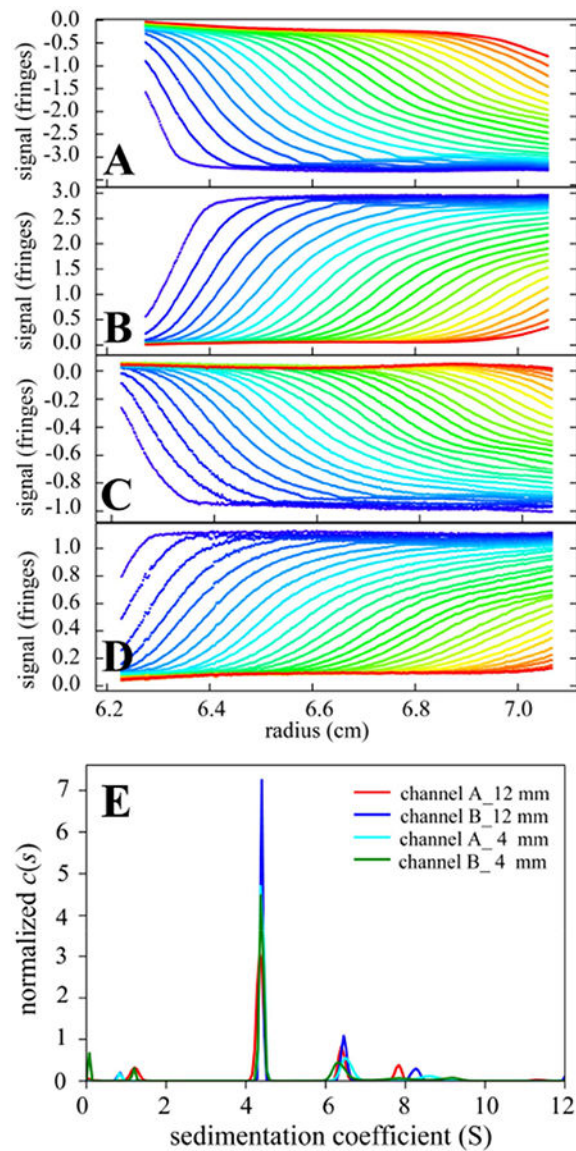 0.0
-0.5
-1.0
-1.5
-2.0
-2.5
-3.0
signal (fringes)
A
3.0
2.5
2.0
1.5
1.0
0.5
0.0
signal (fringes)
B
0.0
-0.2
-0.4
-0.6
-0.8
-1.0
signal (fringes)
C
1.0
0.8
0.6
0.4
0.2
0.0
signal (fringes)
D
6.2 6.4 6.6 6.8 7.0
radius (cm)
E
channel A_12 mm
channel B_12 mm
channel A_ 4 mm
channel B_ 4 mm
7
6
5
4
3
2
1
0
normalized c(s)
0 2 4 6 8 10 12
sedimentation coefficient (S)